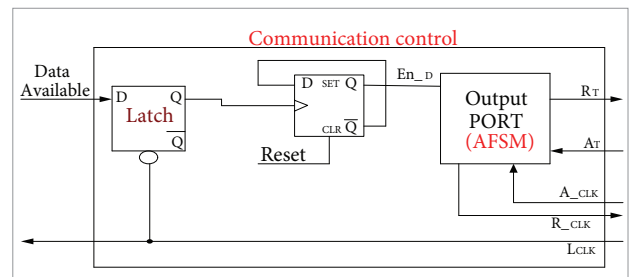 Communication control
Data
Available
D Q
Latch
Q
D SET Q
CLR Q
Reset
En_D
Output
PORT
(AFSM)
RT
AT
A_CLK
R_CLK
LCLK